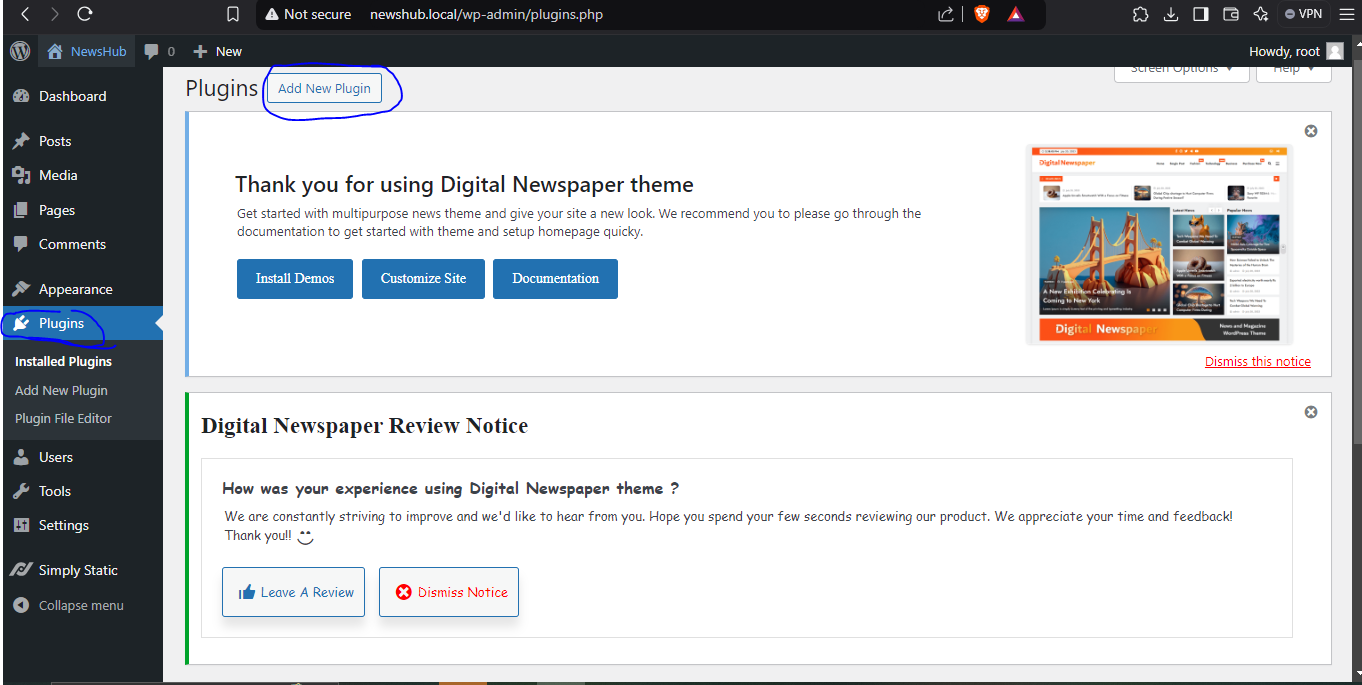 Not secure newshub.local/wp-admin/plugins.php VPN
NewsHub 0 New Howdy, root
Dashboard
Posts
Media
Pages
Comments
Appearance
Plugins
Installed Plugins
Add New Plugin
Plugin File Editor
Users
Tools
Settings
Simply Static
Collapse menu
Plugins Add New Plugin
Screen Options Help
Thank you for using Digital Newspaper theme
Get started with multipurpose news theme and give your site a new look. We recommend you to please go through the
documentation to get started with theme and setup homepage quicky.
Install Demos Customize Site Documentation
Digital Newspaper
A New Exhibition Celebrating Is
Coming to New York
Digital Newspaper
News and Magazine
WordPress Theme
Dismiss this notice
Digital Newspaper Review Notice
How was your experience using Digital Newspaper theme ?
We are constantly striving to improve and we'd like to hear from you. Hope you spend your few seconds reviewing our product. We appreciate your time and feedback!
Thank you!!
Leave A Review Dismiss Notice